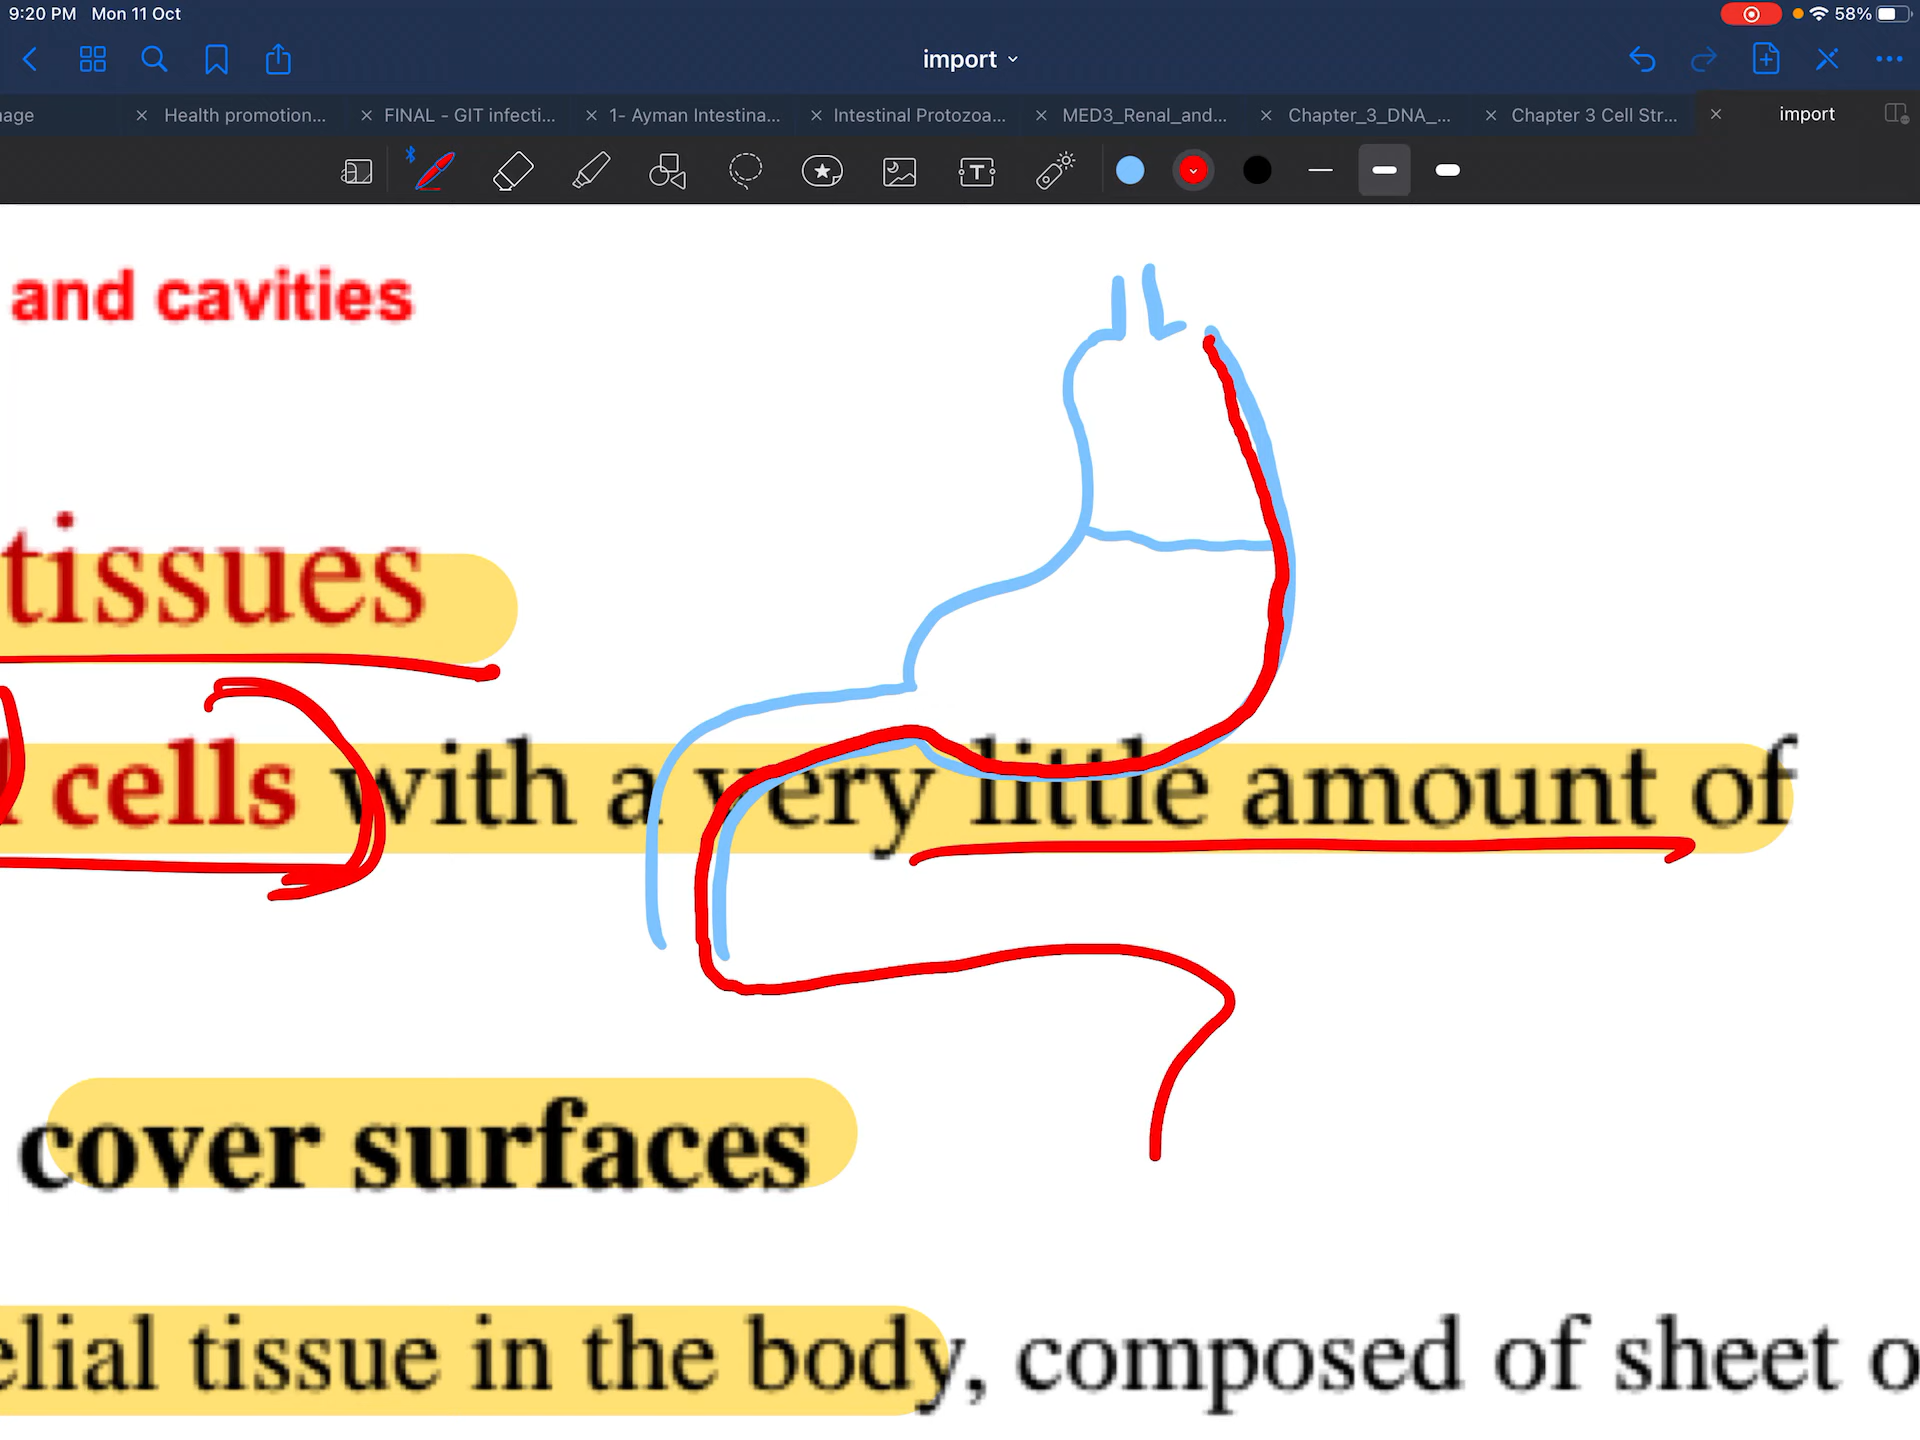 9:20 PM Mon 11 Oct
58%
import
age
Health promotion...
FINAL - GIT infecti...
1- Ayman Intestina...
Intestinal Protozoa...
MED3_Renal_and...
Chapter_3_DNA_...
Chapter 3 Cell Str...
import
and cavities
tissues
cells with a very little amount of
cover surfaces
elial tissue in the body, composed of sheet o